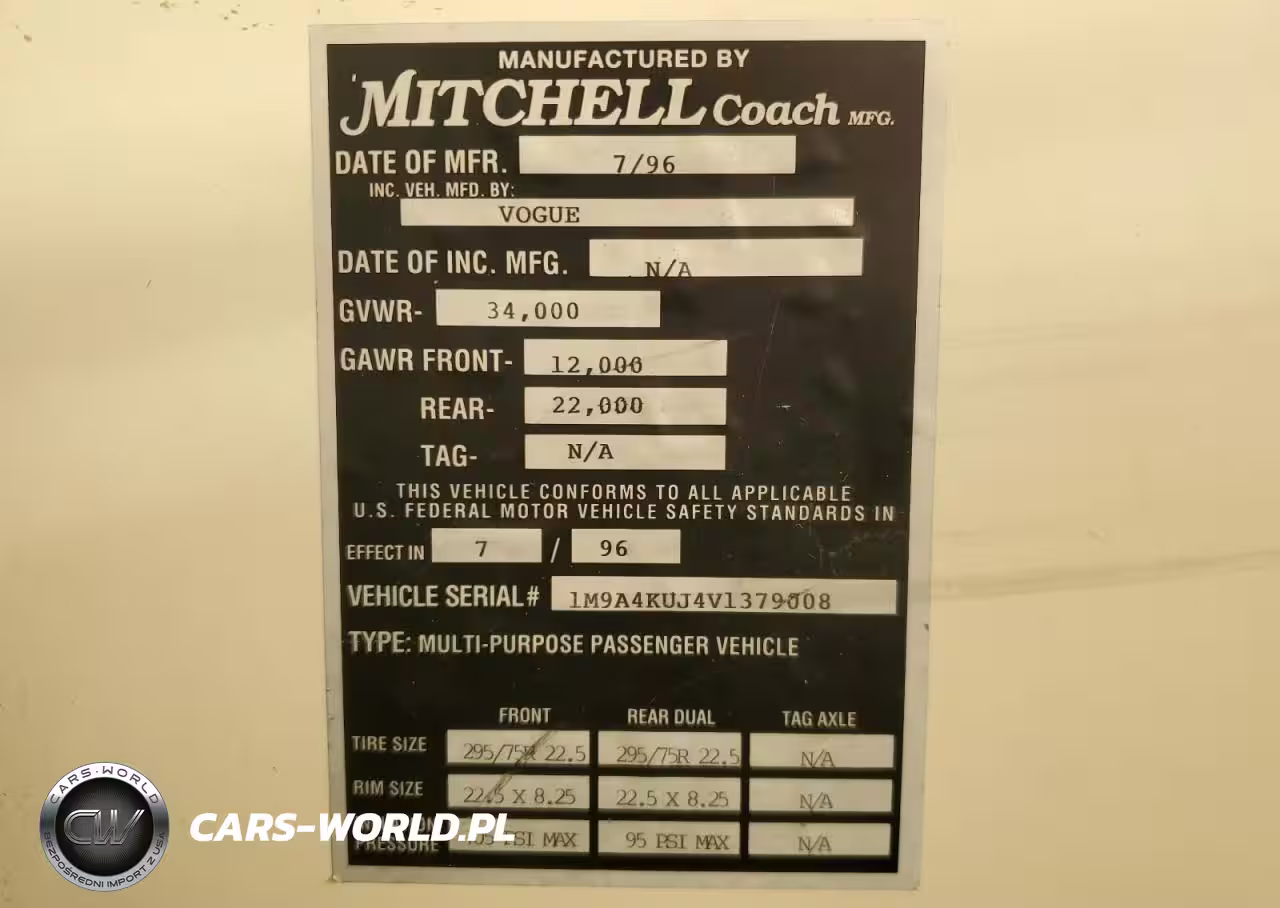 MANUFACTURED BY
MITCHELL Coach MFG.
DATE OF MFR. 7/96
INC. VEH. MFD. BY:
VOGUE
DATE OF INC. MFG. N/A
GVWR- 34,000
GAWR FRONT- 12,000
REAR- 22,000
TAG- N/A
THIS VEHICLE CONFORMS TO ALL APPLICABLE
U.S. FEDERAL MOTOR VEHICLE SAFETY STANDARDS IN
EFFECT IN 7 / 96
VEHICLE SERIAL# 1M9A4KUJ4V1379008
TYPE: MULTI-PURPOSE PASSENGER VEHICLE
FRONT REAR DUAL TAG AXLE
TIRE SIZE 295/75R 22.5 295/75R 22.5 N/A
RIM SIZE 22.5 X 8.25 22.5 X 8.25 N/A
PRESSURE PSI MAX 95 PSI MAX N/A
CARS-WORLD
CW
BEZPOŚREDNI IMPORT Z USA
CARS-WORLD.PL